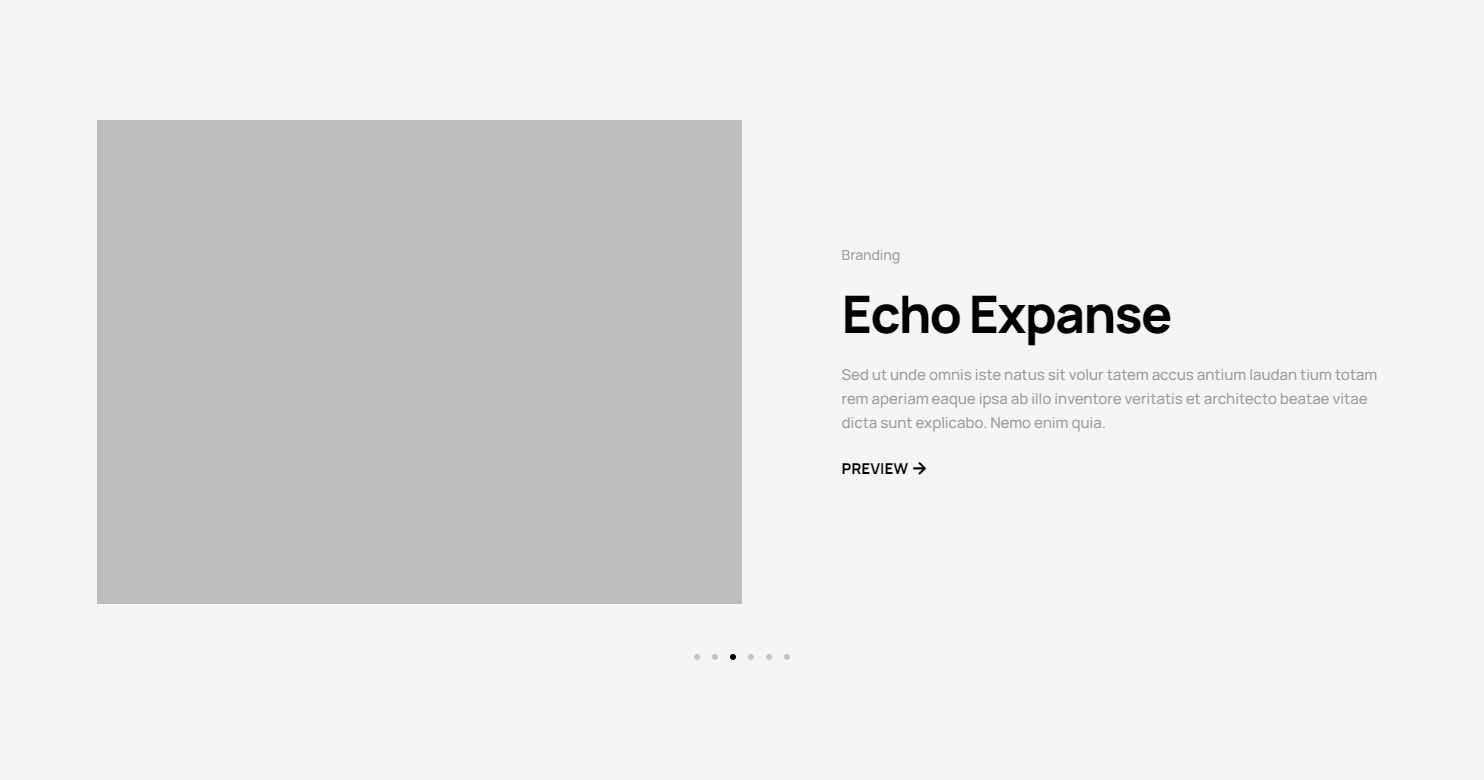 Branding
Echo Expanse
Sed ut unde omnis iste natus sit volur tatem accus antium laudan tium totam
rem aperiam eaque ipsa ab illo inventore veritatis et architecto beatae vitae
dicta sunt explicabo. Nemo enim quia.
PREVIEW →